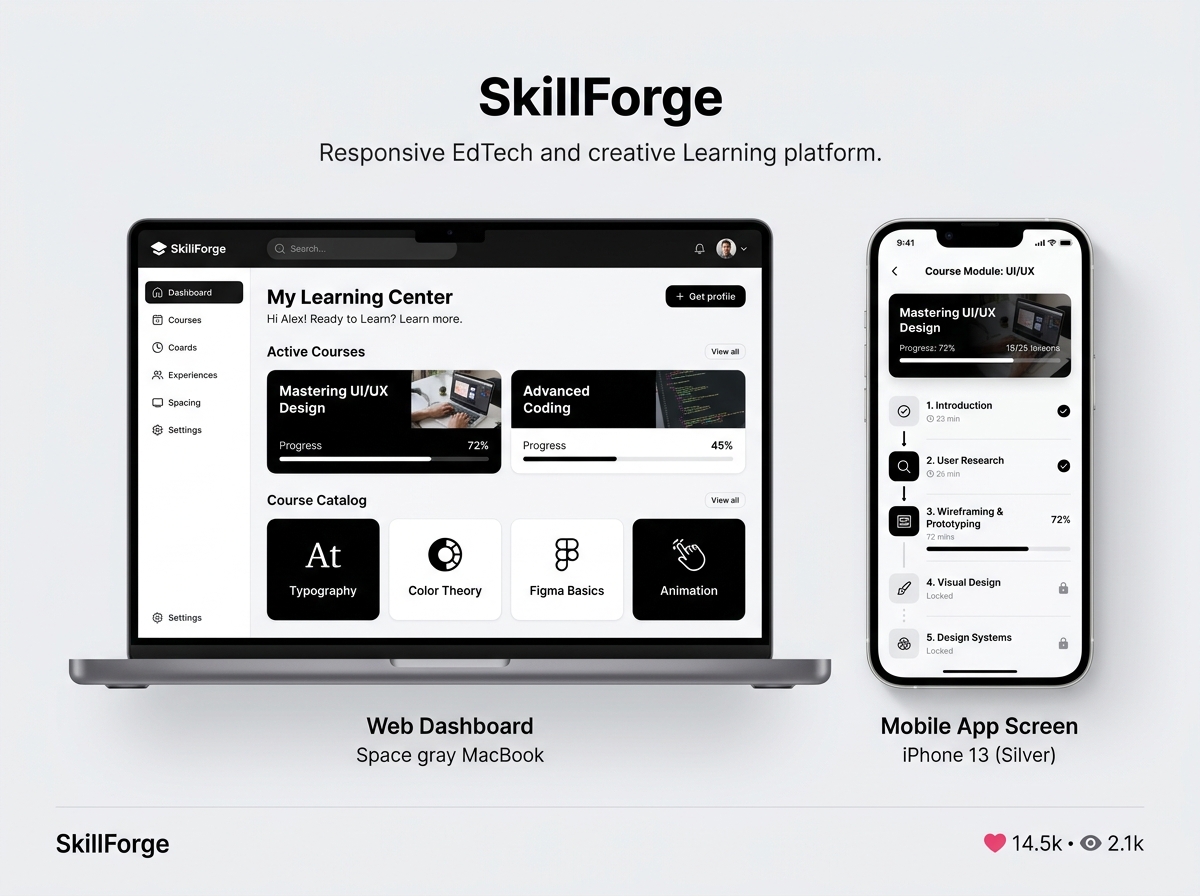 SkillForge
Responsive EdTech and creative Learning platform.
SkillForge
Search...
Dashboard
Courses
Coards
Experiences
Spacing
Settings
Settings
My Learning Center
+ Get profile
Hi Alex! Ready to Learn? Learn more.
Active Courses
View all
Mastering UI/UX
Design
Progress 72%
Advanced
Coding
Progress 45%
Course Catalog
View all
At
Typography
Color Theory
Figma Basics
Animation
9:41
Course Module: UI/UX
Mastering UI/UX
Design
Progress: 72% 18/25
1. Introduction
23 min
2. User Research
26 min
3. Wireframing &
Prototyping
72%
72 mins
4. Visual Design
Locked
5. Design Systems
Locked
Web Dashboard
Space gray MacBook
Mobile App Screen
iPhone 13 (Silver)
SkillForge
14.5k • 2.1k